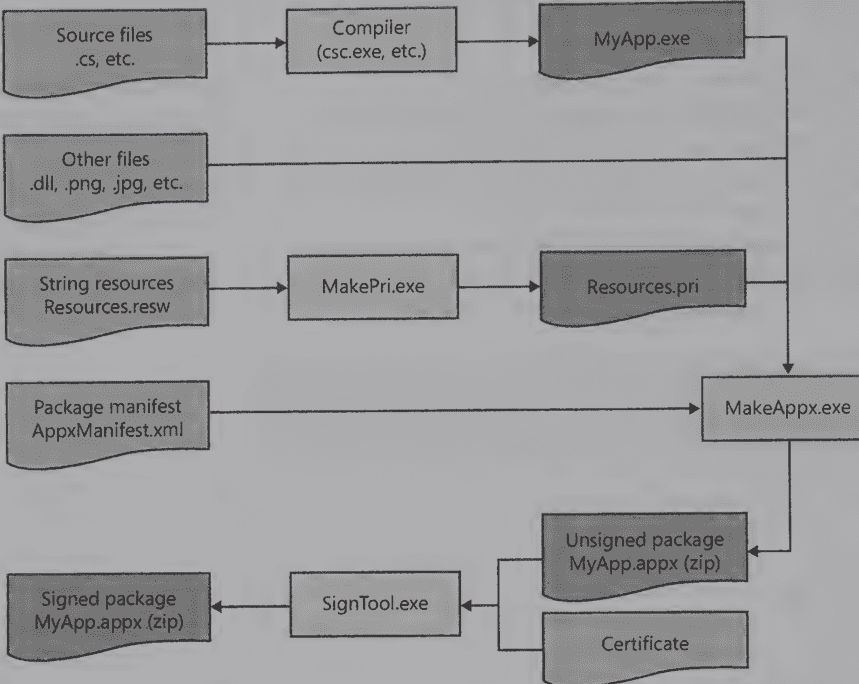 Source files
.cs, etc.
Compiler
(csc.exe, etc.)
MyApp.exe
Other files
.dll, .png, .jpg, etc.
String resources
Resources.resw
MakePri.exe
Resources.pri
Package manifest
AppxManifest.xml
MakeAppx.exe
Unsigned package
MyApp.appx (zip)
Signed package
MyApp.appx (zip)
SignTool.exe
Certificate